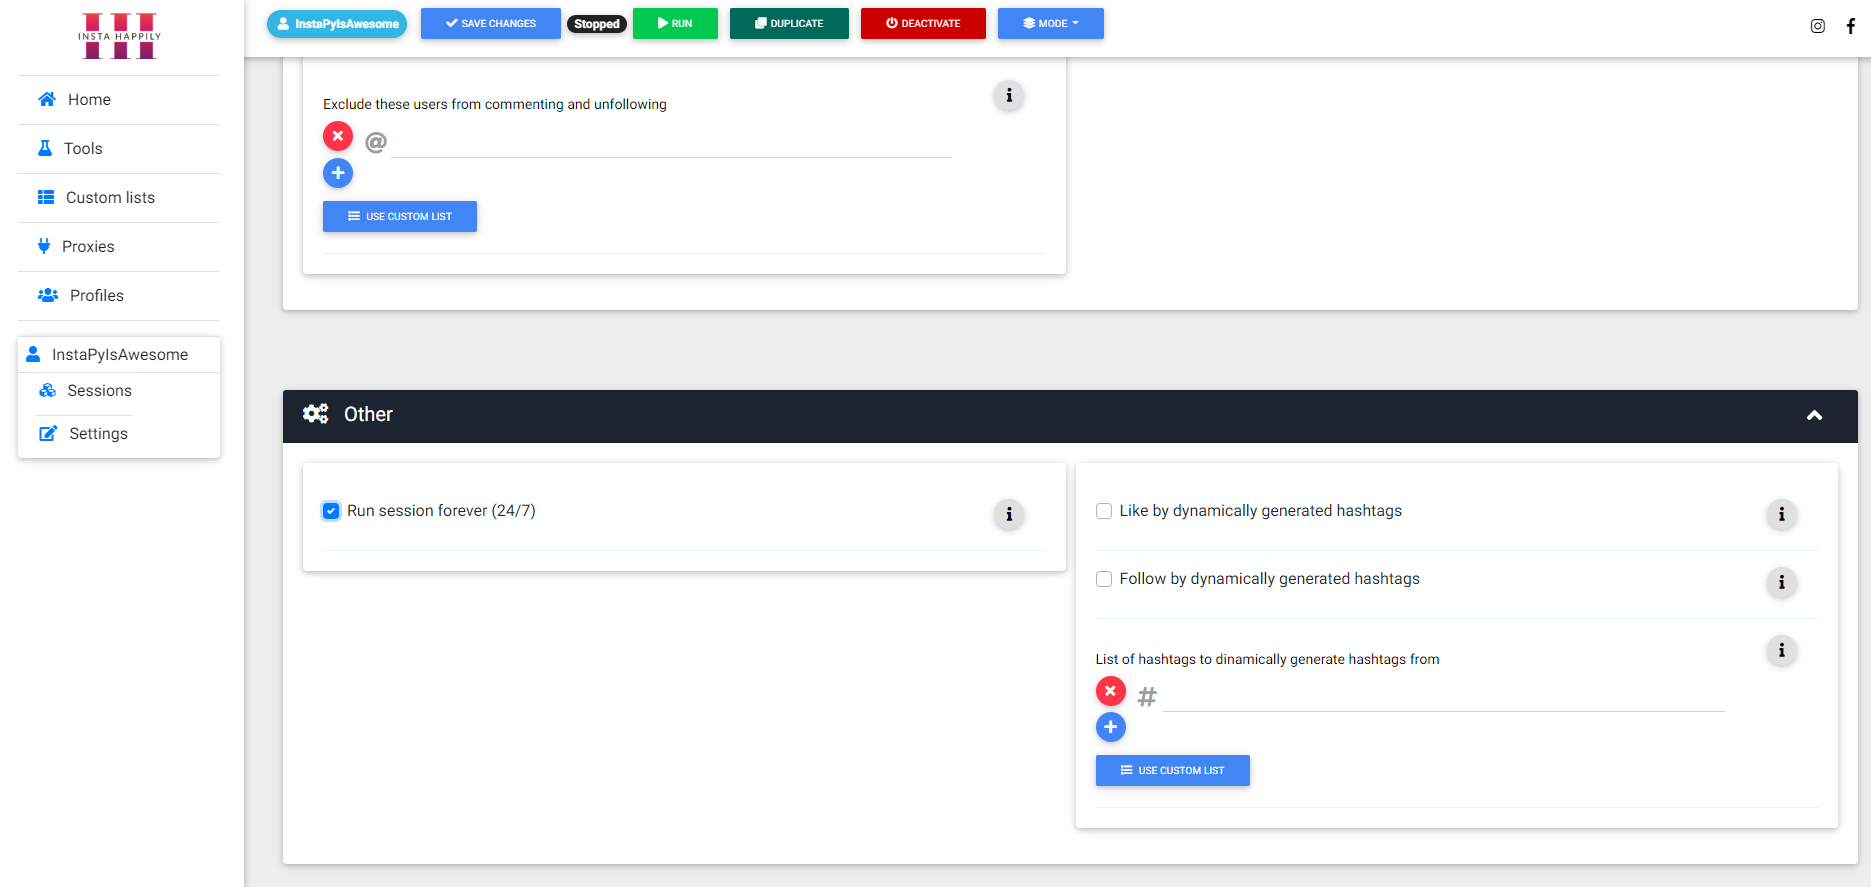 INSTA HAPPILY
Home
Tools
Custom lists
Proxies
Profiles
InstaPyIsAwesome
Sessions
Settings
InstaPyIsAwesome
SAVE CHANGES
Stopped
RUN
DUPLICATE
DEACTIVATE
MODE
Exclude these users from commenting and unfollowing
@
USE CUSTOM LIST
Other
Run session forever (24/7)
Like by dynamically generated hashtags
Follow by dynamically generated hashtags
List of hashtags to dinamically generate hashtags from
#
USE CUSTOM LIST